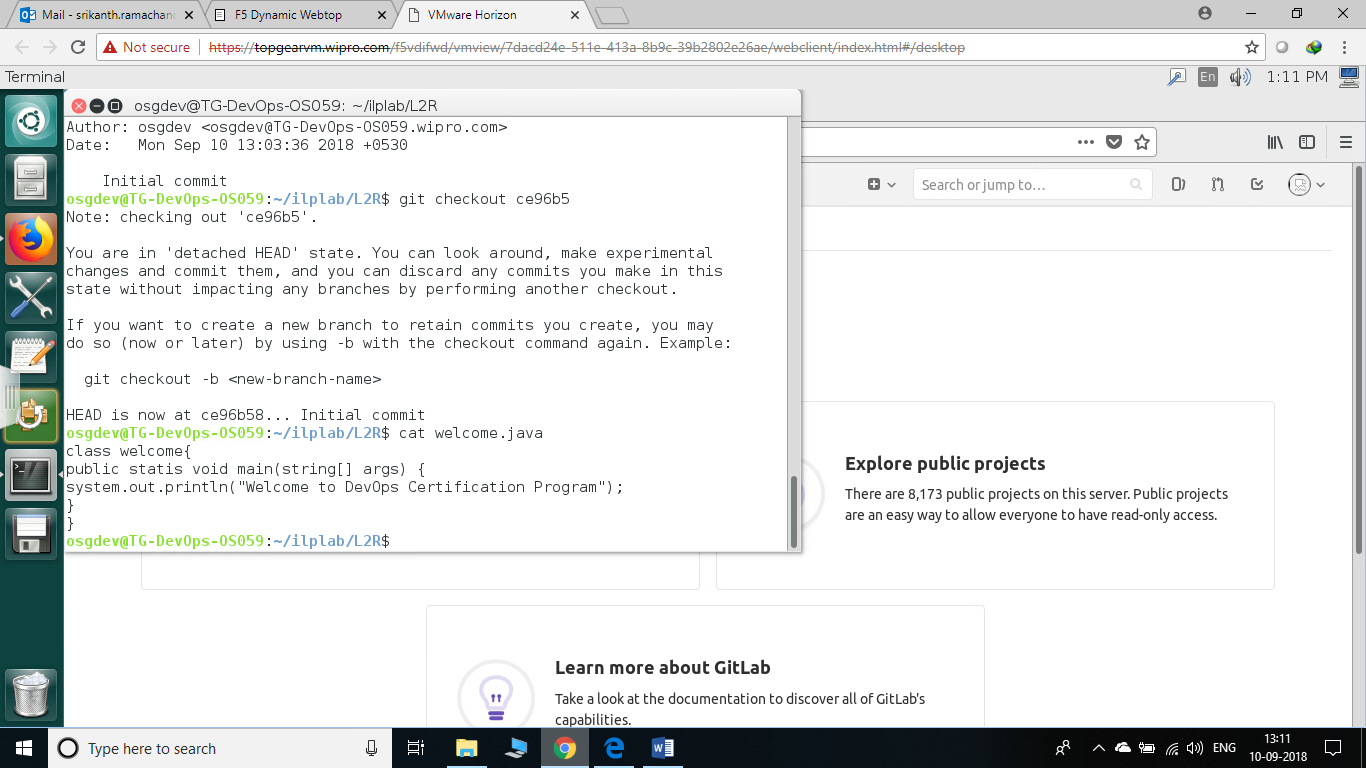 Mail - srikanth.ramachand
F5 Dynamic Webtop
VMware Horizon
Not secure
https://topgearvm.wipro.com/f5vdifwd/vmview/7dacd24e-511e-413a-8b9c-39b2802e26ae/webclient/index.html#/desktop
Terminal
En
1:11 PM
osgdev@TG-DevOps-OS059: ~/ilplab/L2R
Author: osgdev <osgdev@TG-DevOps-OS059.wipro.com>
Date:   Mon Sep 10 13:03:36 2018 +0530
Initial commit
osgdev@TG-DevOps-OS059:~/ilplab/L2R$ git checkout ce96b5
Note: checking out 'ce96b5'.
You are in 'detached HEAD' state. You can look around, make experimental
changes and commit them, and you can discard any commits you make in this
state without impacting any branches by performing another checkout.
If you want to create a new branch to retain commits you create, you may
do so (now or later) by using -b with the checkout command again. Example:
git checkout -b <new-branch-name>
HEAD is now at ce96b58... Initial commit
osgdev@TG-DevOps-OS059:~/ilplab/L2R$ cat welcome.java
class welcome{
public statis void main(string[] args) {
system.out.println("Welcome to DevOps Certification Program");
}
}
osgdev@TG-DevOps-OS059:~/ilplab/L2R$
Search or jump to…
Explore public projects
There are 8,173 public projects on this server. Public projects
are an easy way to allow everyone to have read-only access.
Learn more about GitLab
Take a look at the documentation to discover all of GitLab's
capabilities.
Type here to search
ENG
13:11
10-09-2018